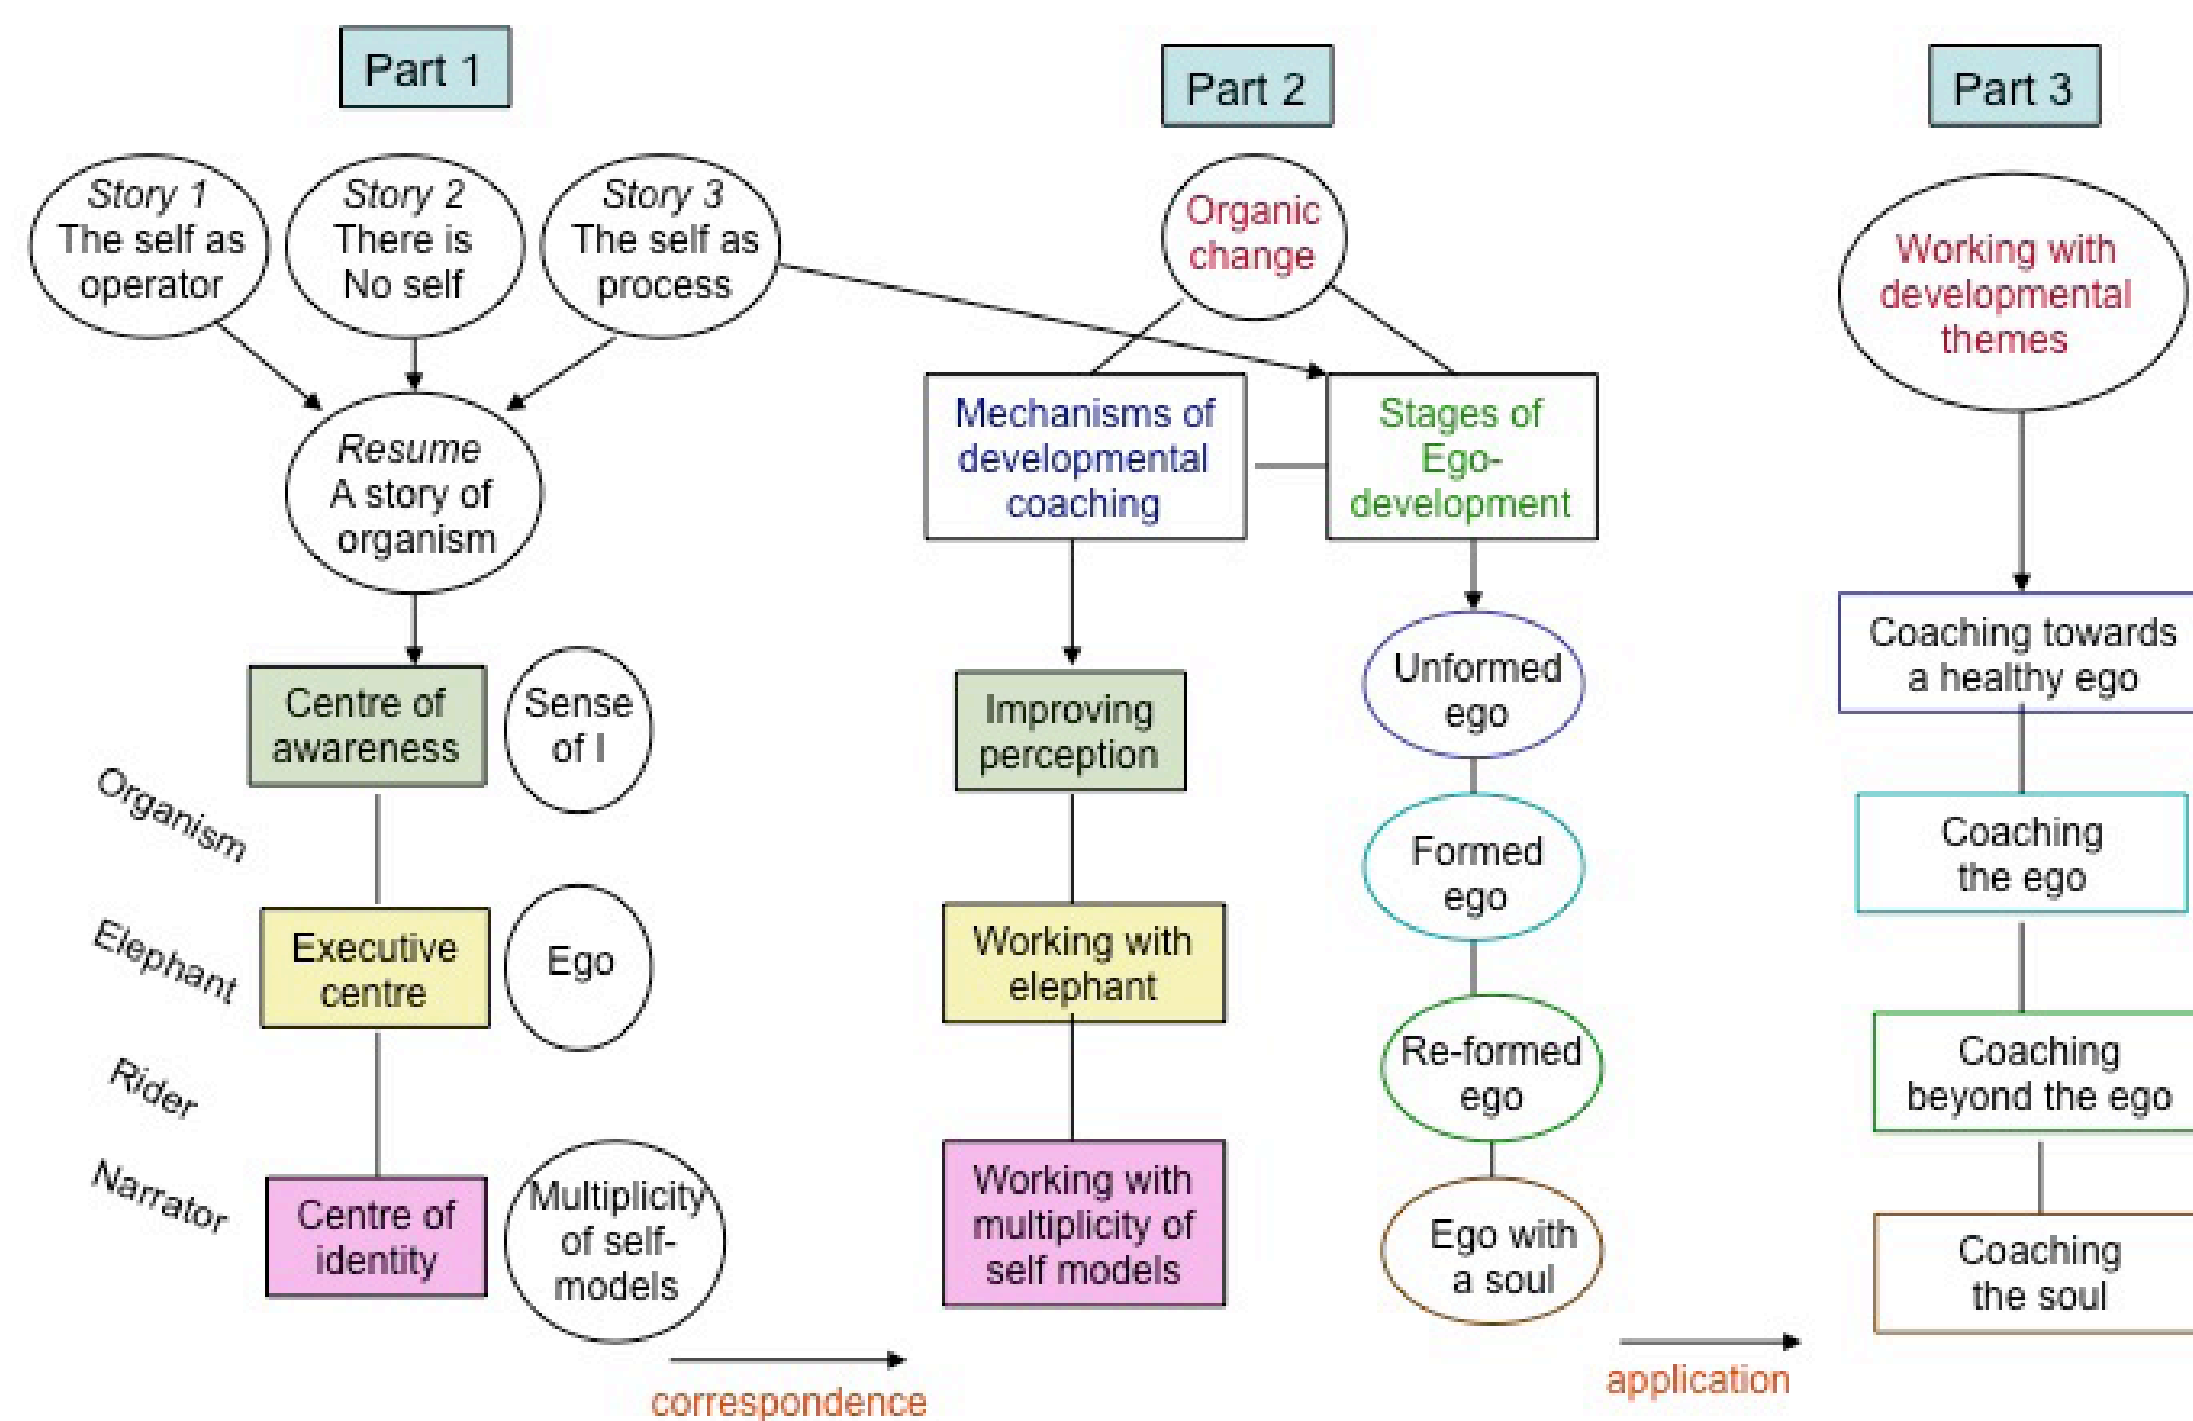 Part 1
Story 1
The self as
operator
Story 2
There is
No self
Story 3
The self as
process
Resume
A story of
organism
Centre of
awareness
Sense
of I
Organism
Elephant
Executive
centre
Ego
Rider
Narrator
Centre of
identity
Multiplicity
of self-
models
correspondence
Part 2
Organic
change
Mechanisms of
developmental
coaching
Stages of
Ego-
development
Improving
perception
Working with
elephant
Working with
multiplicity of
self models
Unformed
ego
Formed
ego
Re-formed
ego
Ego with
a soul
application
Part 3
Working with
developmental
themes
Coaching towards
a healthy ego
Coaching
the ego
Coaching
beyond the ego
Coaching
the soul